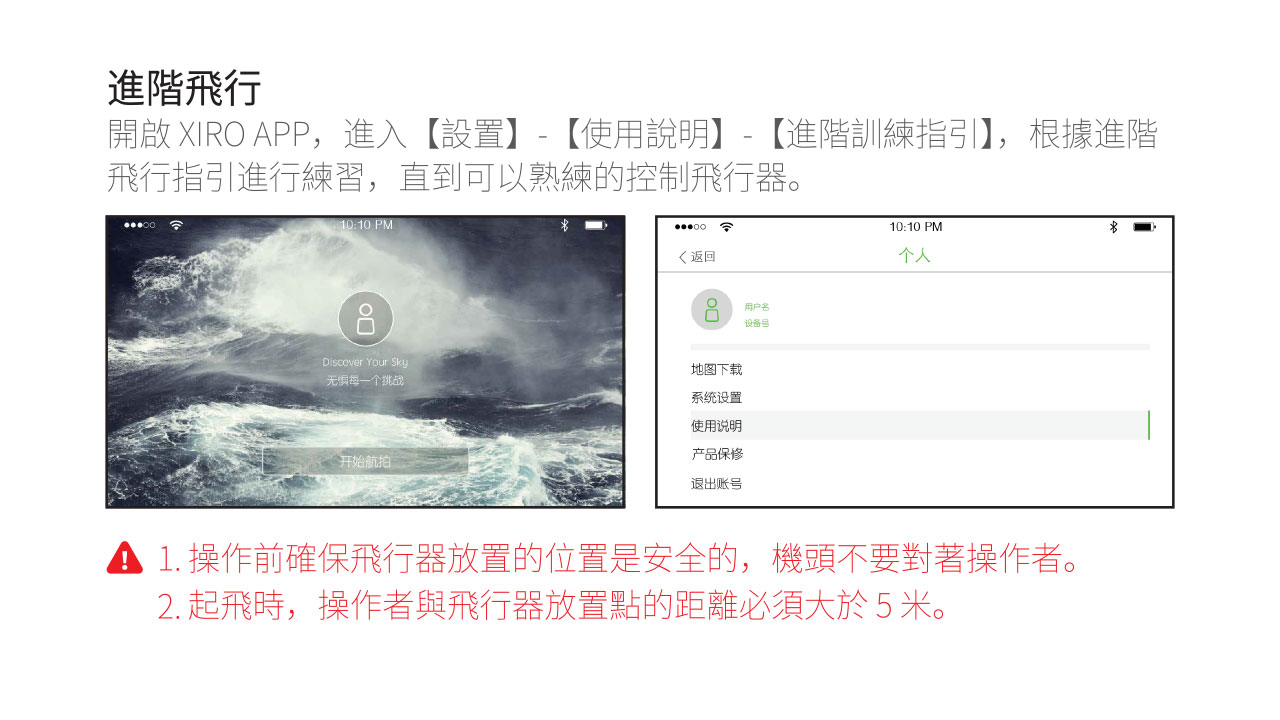 進階飛行
開啟 XIRO APP，進入【設置】-【使用說明】-【進階訓練指引】，根據進階
飛行指引進行練習，直到可以熟練的控制飛行器。
10:10 PM
Discover Your Sky
无惧每一个挑战
开始航拍
10:10 PM
返回
个人
用户名
设备号
地图下载
系统设置
使用说明
产品保修
退出账号
1. 操作前確保飛行器放置的位置是安全的，機頭不要對著操作者。
2. 起飛時，操作者與飛行器放置點的距離必須大於 5 米。